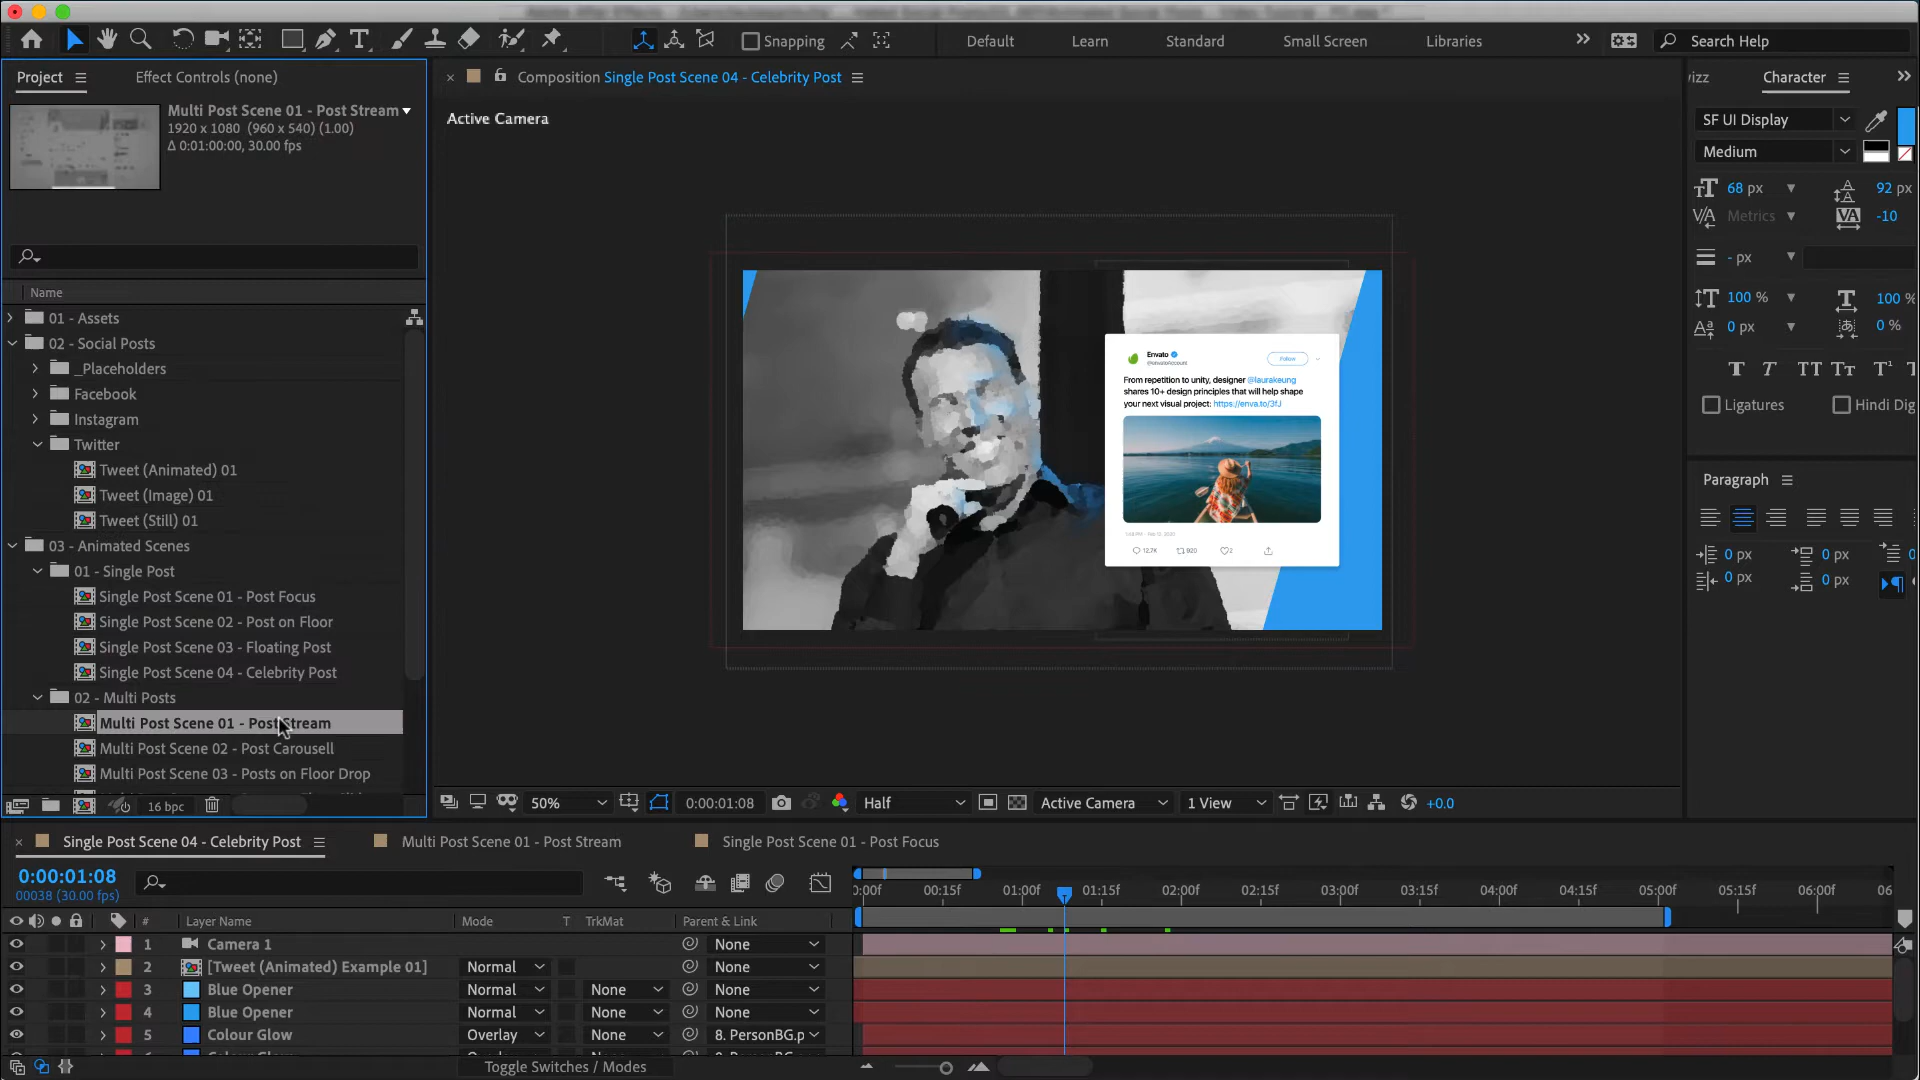 Snapping
Default
Learn
Standard
Small Screen
Libraries
Search Help
Project
Effect Controls (none)
Composition Single Post Scene 04 - Celebrity Post
izz
Character
Multi Post Scene 01 - Post Stream
1920 x 1080 (960 x 540) (1.00)
Δ 0:01:00:00, 30.00 fps
Active Camera
SF UI Display
Medium
68 px
92 px
Metrics
-10
- px
100 %
100 %
0 px
0 %
Ligatures
Hindi Dig
Paragraph
0 px
0 px
0 px
0 px
Name
01 - Assets
02 - Social Posts
_Placeholders
Facebook
Instagram
Twitter
Tweet (Animated) 01
Tweet (Image) 01
Tweet (Still) 01
03 - Animated Scenes
01 - Single Post
Single Post Scene 01 - Post Focus
Single Post Scene 02 - Post on Floor
Single Post Scene 03 - Floating Post
Single Post Scene 04 - Celebrity Post
02 - Multi Posts
Multi Post Scene 01 - Post Stream
Multi Post Scene 02 - Post Carousell
Multi Post Scene 03 - Posts on Floor Drop
16 bpc
Envato
@envatoAccount
Follow
From repetition to unity, designer @laurakeung
shares 10+ design principles that will help shape
your next visual project: https://enva.to/3fJ
12,7K
920
2
50%
0:00:01:08
Half
Active Camera
1 View
+0.0
Single Post Scene 04 - Celebrity Post
Multi Post Scene 01 - Post Stream
Single Post Scene 01 - Post Focus
0:00:01:08
00038 (30.00 fps)
0:00f
00:15f
01:00f
01:15f
02:00f
02:15f
03:00f
03:15f
04:00f
04:15f
05:00f
05:15f
06:00f
06
# Layer Name Mode T TrkMat Parent & Link
1 Camera 1 None
2 [Tweet (Animated) Example 01] Normal None
3 Blue Opener Normal None None
4 Blue Opener Normal None None
5 Colour Glow Overlay None 8. PersonBG.p
Toggle Switches / Modes